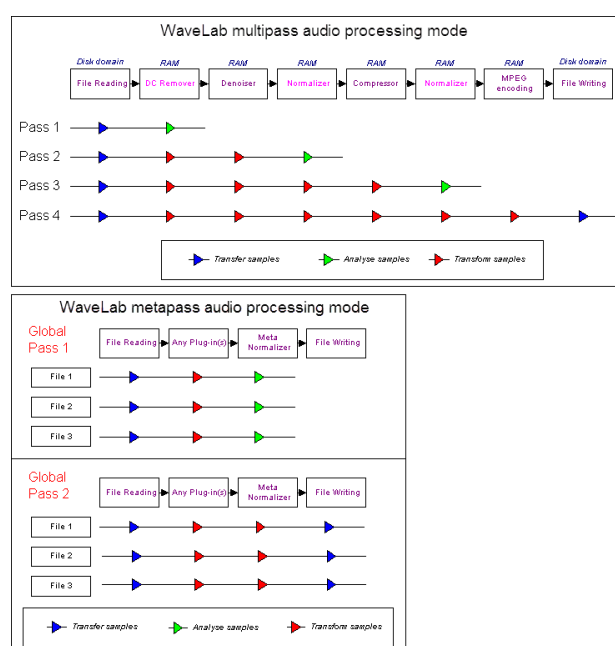 WaveLab multipass audio processing mode
Disk domain RAM RAM RAM RAM RAM RAM Disk domain
File Reading DC Remover Denoiser Normalizer Compressor Normalizer MPEG encoding File Writing
Pass 1
Pass 2
Pass 3
Pass 4
Transfer samples Analyse samples Transform samples
WaveLab metapass audio processing mode
Global
Pass 1
File Reading Any Plug-in(s) Meta Normalizer File Writing
File 1
File 2
File 3
Global
Pass 2
File Reading Any Plug-in(s) Meta Normalizer File Writing
File 1
File 2
File 3
Transfer samples Analyse samples Transform samples